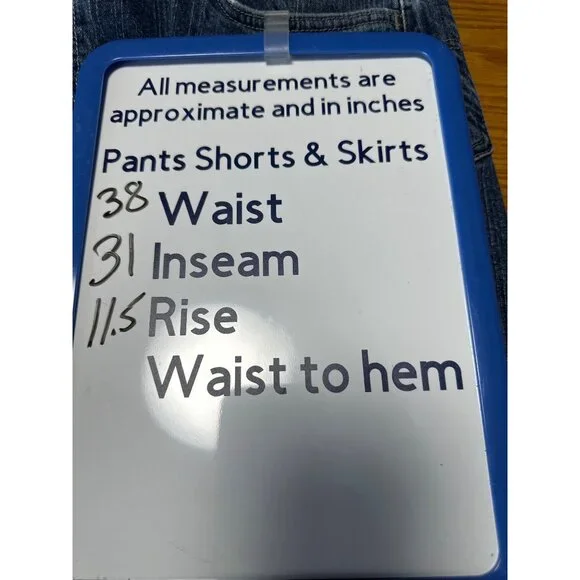 All measurements are
approximate and in inches
Pants Shorts & Skirts
38 Waist
31 Inseam
11.5 Rise
Waist to hem